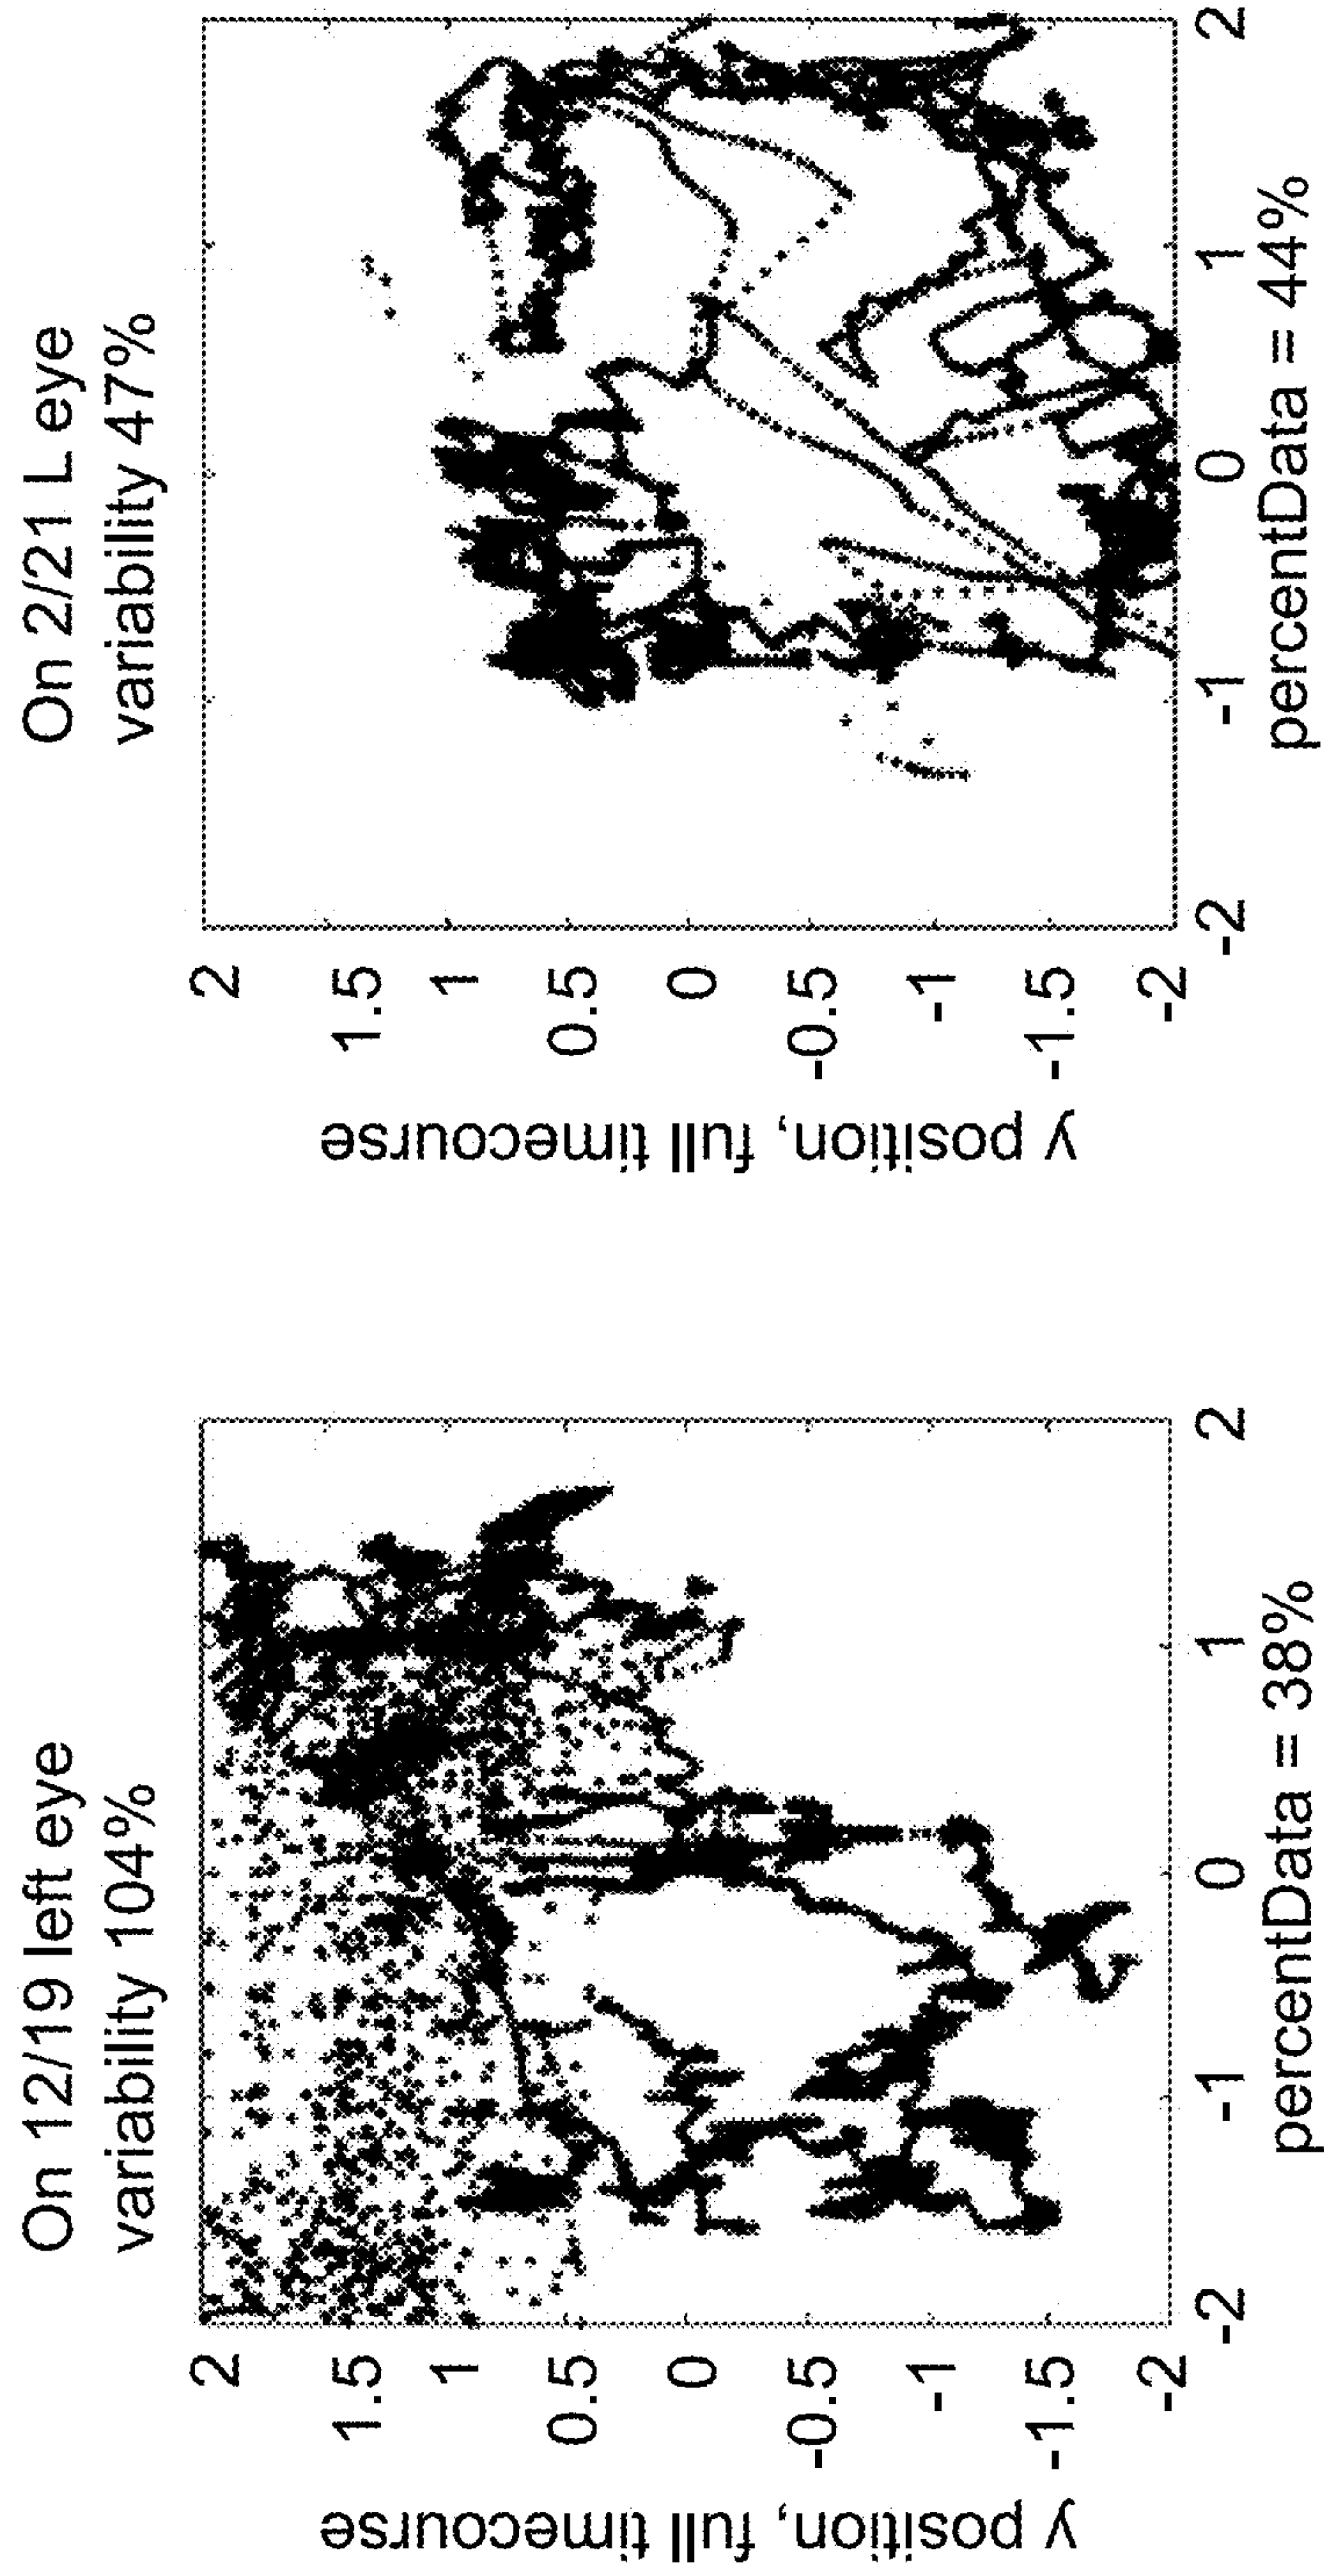 On 12/19 left eye
variability 104%
y position, full timecourse
2
1.5
1
0.5
0
-0.5
-1
-1.5
-2
-2 -1 0 1 2
percentData = 38%
On 2/21 L eye
variability 47%
y position, full timecourse
2
1.5
1
0.5
0
-0.5
-1
-1.5
-2
-2 -1 0 1 2
percentData = 44%